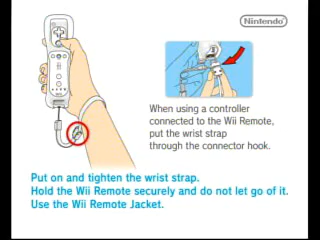 Nintendo
When using a controller
connected to the Wii Remote,
put the wrist strap
through the connector hook.
Put on and tighten the wrist strap.
Hold the Wii Remote securely and do not let go of it.
Use the Wii Remote Jacket.